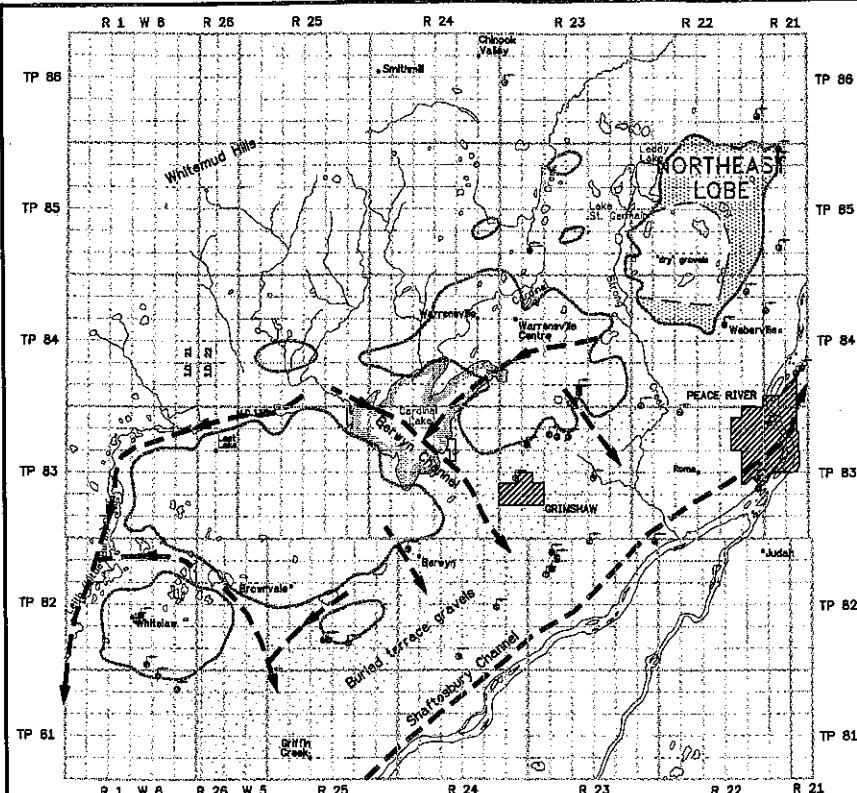 R 1 W 6 R 26 R 25 R 24 R 23 R 22 R 21
Chinook
Valley
TP 86 Smithmill TP 86
Whitemud Hills
Leddy
Lake
NORTHEAST
LOBE
TP 85 Lake
St. Germain TP 85
"dry" gravels
Cardinal
Warrensville
Warrensville
Centre
Weberville
TP 84 TP 84
PEACE RIVER
Cardinal
Lake
Berwyn Channel
Lake
TP 83 Roma TP 83
GRIMSHAW
Berwyn
Judah
Brownvale
TP 82 TP 82
Whitelaw
Buried terrace gravels
Shaftesbury Channel
TP 81 TP 81
Griffin
Creek
R 1 W 6 R 26 W 5 R 25 R 24 R 23 R 22 R 21